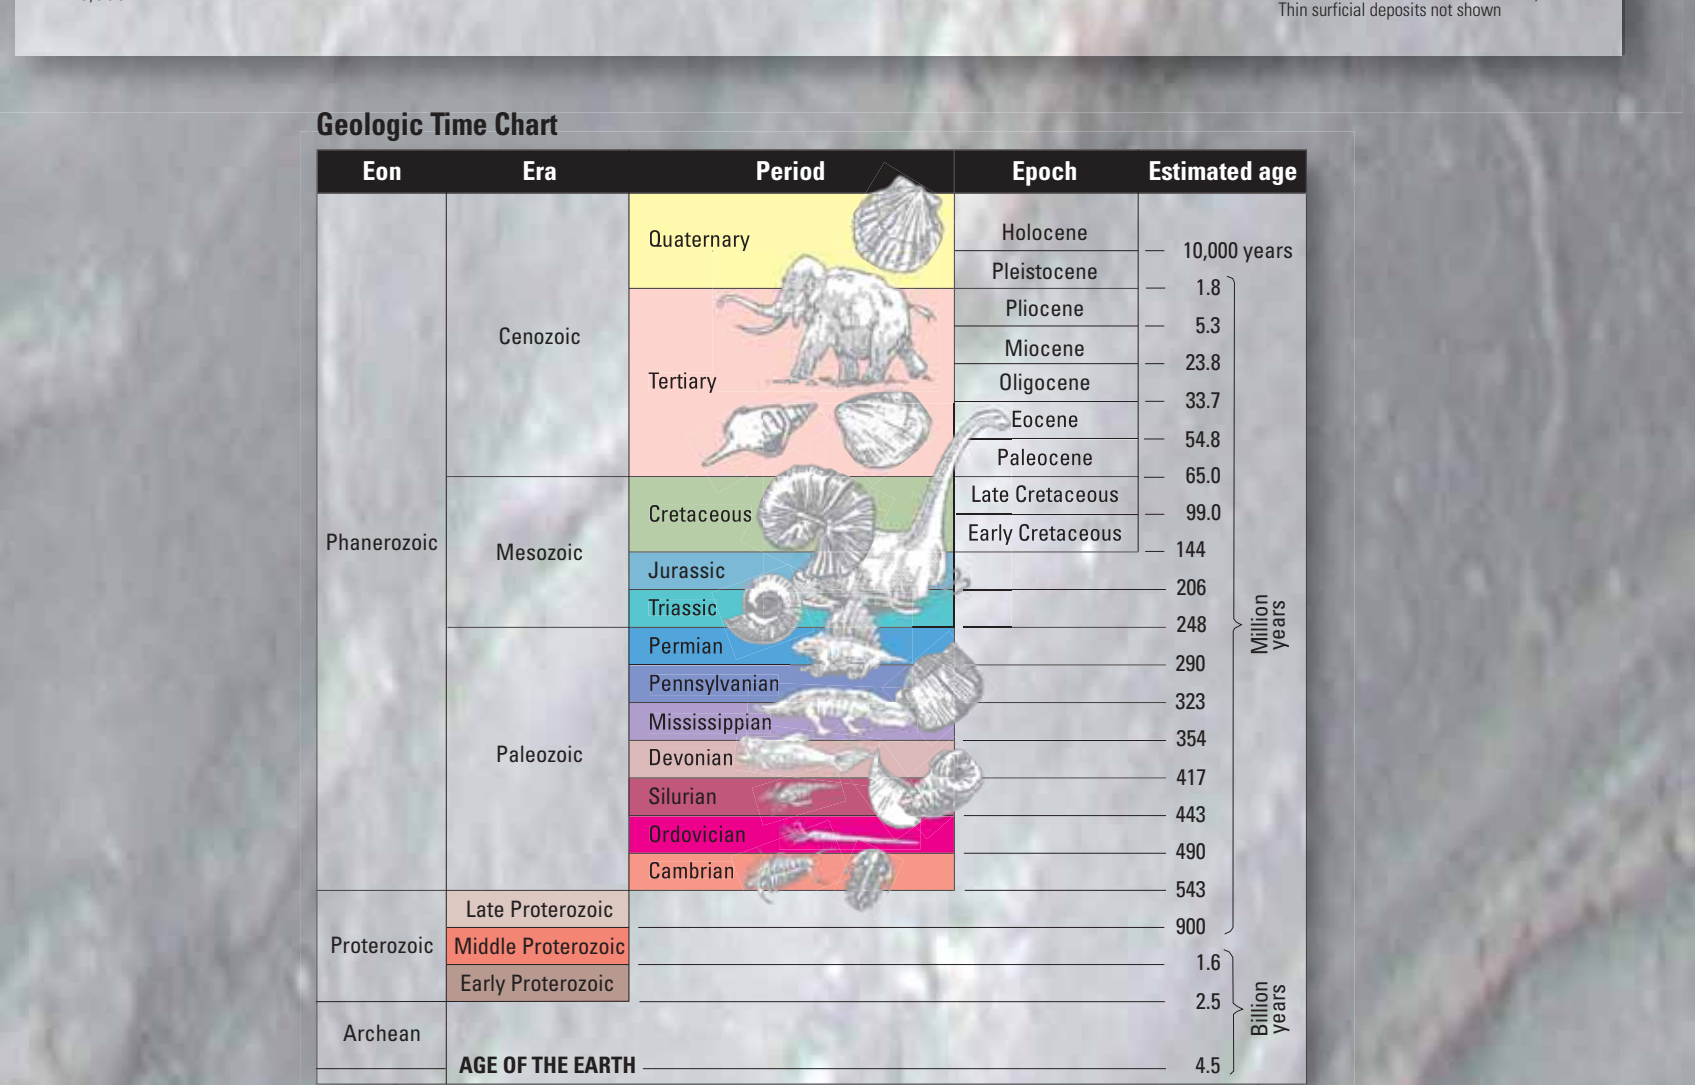 Thin surficial deposits not shown
Geologic Time Chart
Eon Era Period Epoch Estimated age
Quaternary
Holocene
10,000 years
Pleistocene
1.8
Pliocene
5.3
Cenozoic
Miocene
23.8
Tertiary
Oligocene
33.7
Eocene
54.8
Paleocene
65.0
Late Cretaceous
Cretaceous
99.0
Early Cretaceous
Phanerozoic
Mesozoic
144
Jurassic
206
Triassic
248
Million
years
Permian
290
Pennsylvanian
323
Mississippian
354
Paleozoic
Devonian
417
Silurian
443
Ordovician
490
Cambrian
543
Late Proterozoic
900
Proterozoic
Middle Proterozoic
1.6
Early Proterozoic
2.5
Billion
years
Archean
AGE OF THE EARTH 4.5